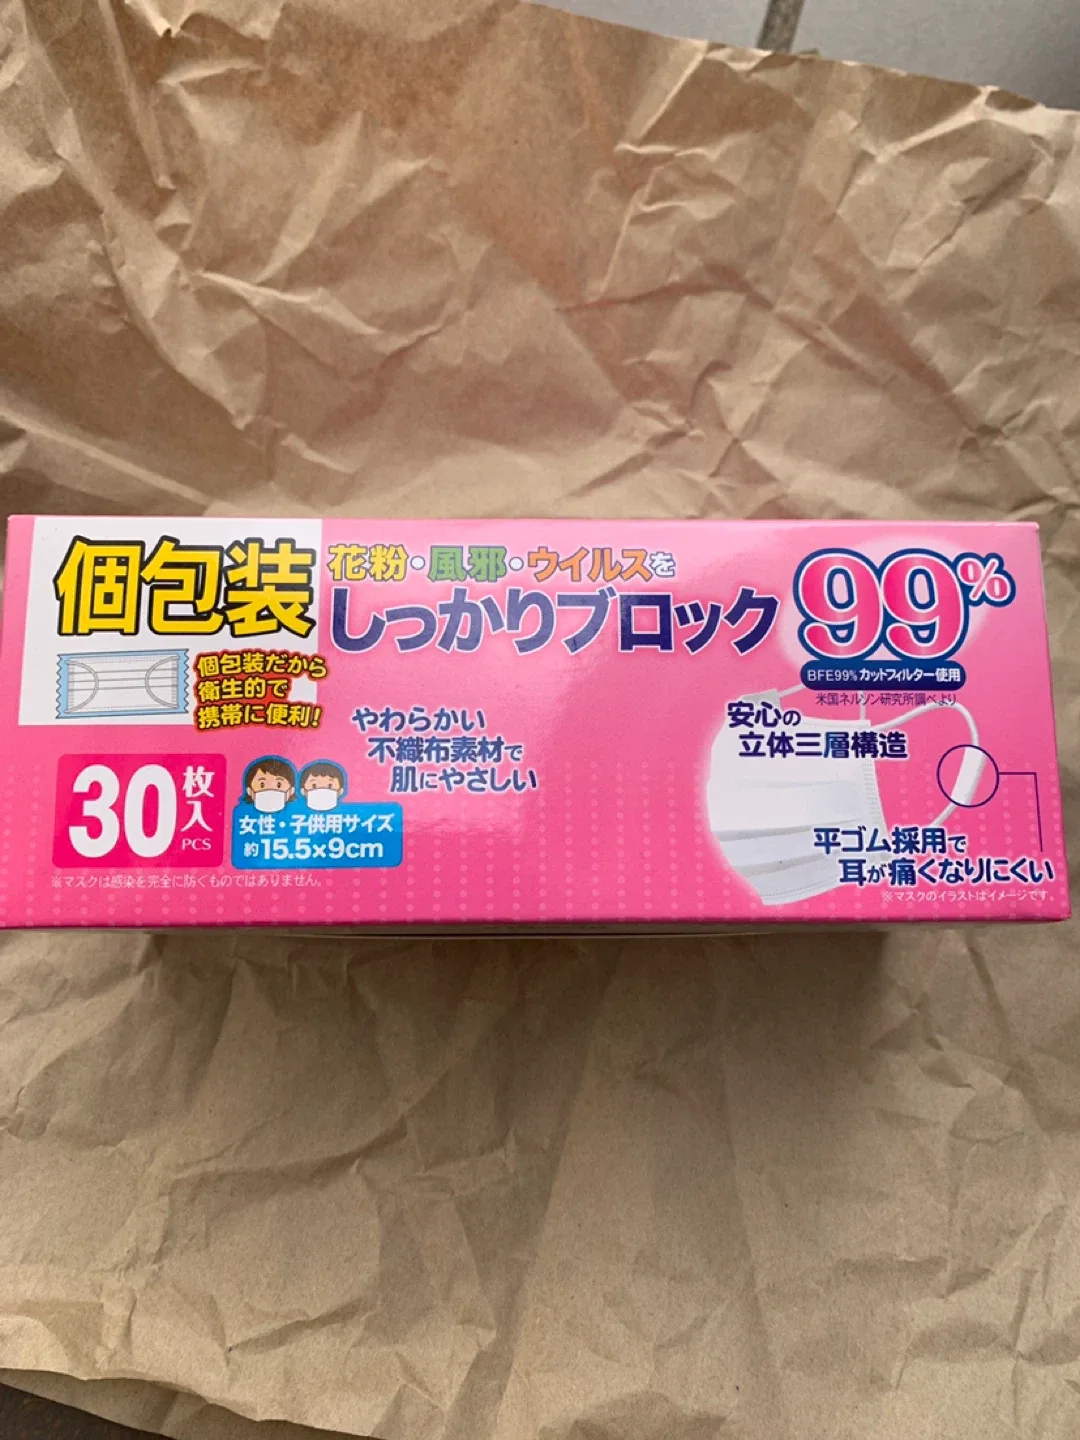 個包装
個包装だから
衛生的で
携帯に便利!
30枚入
PCS
女性・子供用サイズ
約15.5×9cm
※マスクは感染を完全に防ぐものではありません。
花粉・風邪・ウイルスを
しっかりブロック
やわらかい
不織布素材で
肌にやさしい
99%
BFE99%カットフィルター使用
米国ネルソン研究所調べより
安心の
立体三層構造
平ゴム採用で
耳が痛くなりにくい
※マスクのイラストはイメージです。